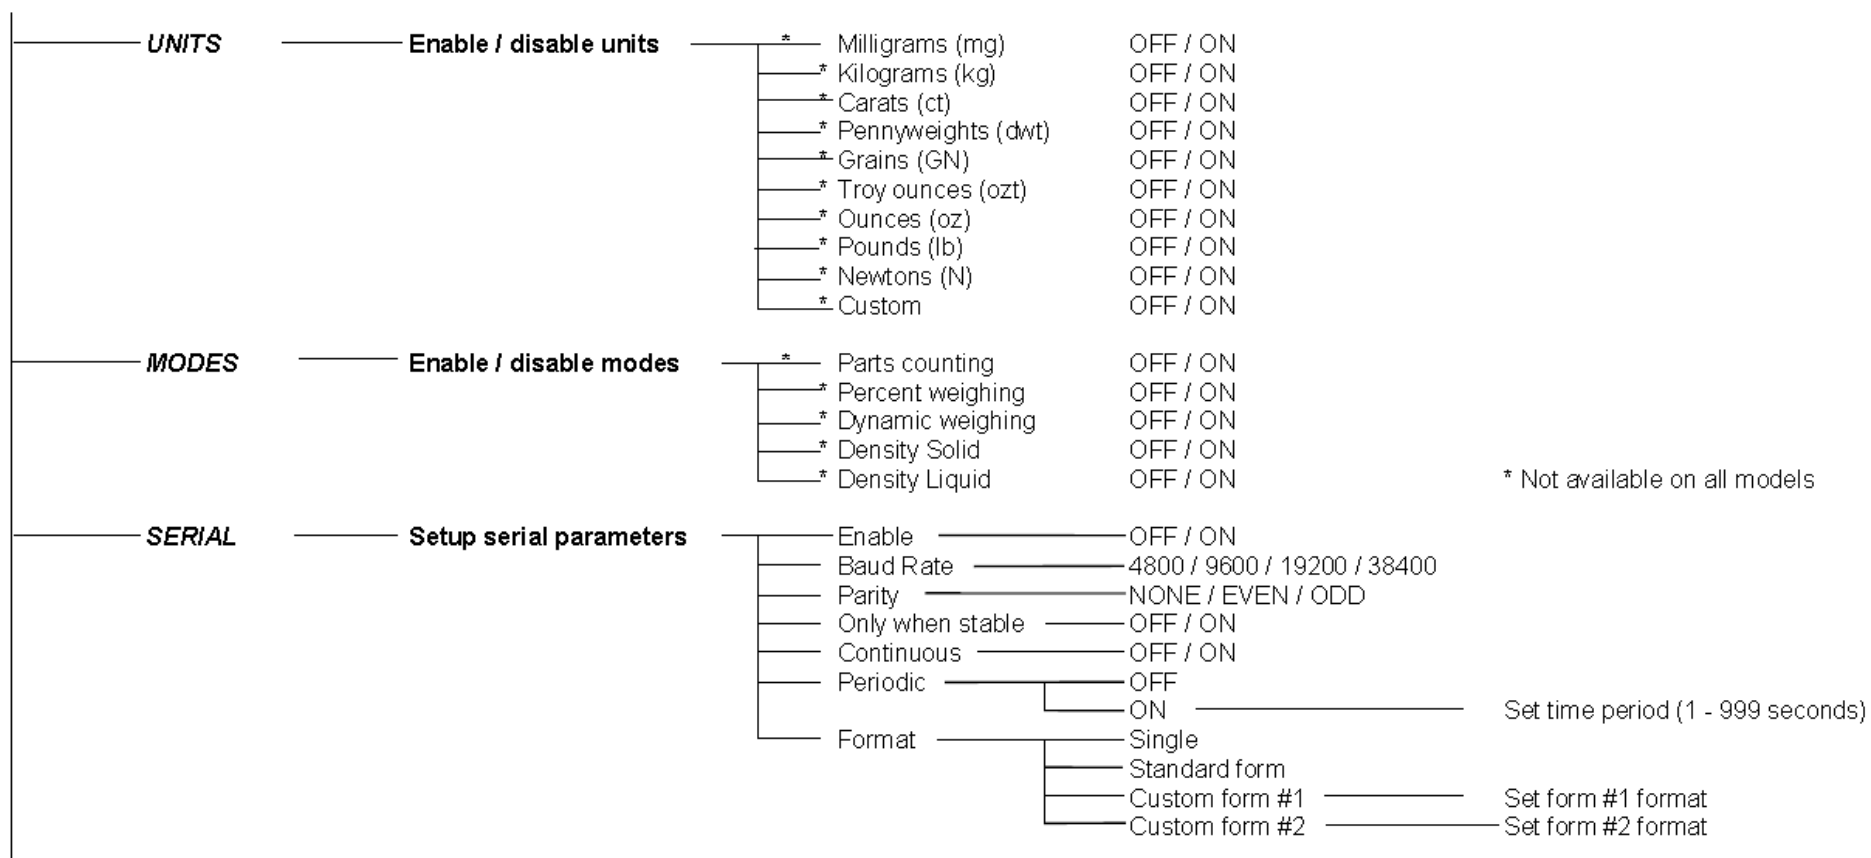 UNITS Enable / disable units * Milligrams (mg) OFF / ON
* Kilograms (kg) OFF / ON
* Carats (ct) OFF / ON
* Pennyweights (dwt) OFF / ON
* Grains (GN) OFF / ON
* Troy ounces (ozt) OFF / ON
* Ounces (oz) OFF / ON
* Pounds (lb) OFF / ON
* Newtons (N) OFF / ON
* Custom OFF / ON
MODES Enable / disable modes * Parts counting OFF / ON
* Percent weighing OFF / ON
* Dynamic weighing OFF / ON
* Density Solid OFF / ON
* Density Liquid OFF / ON * Not available on all models
SERIAL Setup serial parameters Enable OFF / ON
Baud Rate 4800 / 9600 / 19200 / 38400
Parity NONE / EVEN / ODD
Only when stable OFF / ON
Continuous OFF / ON
Periodic OFF
ON Set time period (1 - 999 seconds)
Format Single
Standard form
Custom form #1 Set form #1 format
Custom form #2 Set form #2 format